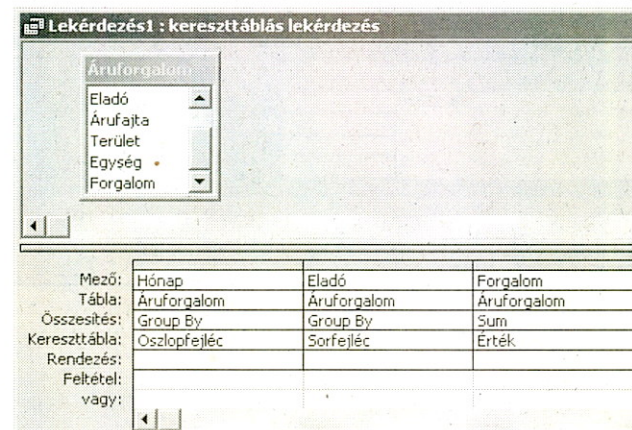 Lekérdezés1 : kereszttáblás lekérdezés
Áruforgalom
Eladó
Árufajta
Terület
Egység
Forgalom
Mező: Hónap Eladó Forgalom
Tábla: Áruforgalom Áruforgalom Áruforgalom
Összesítés: Group By Group By Sum
Kereszttábla: Oszlopfejléc Sorfejléc Érték
Rendezés:
Feltétel:
vagy: